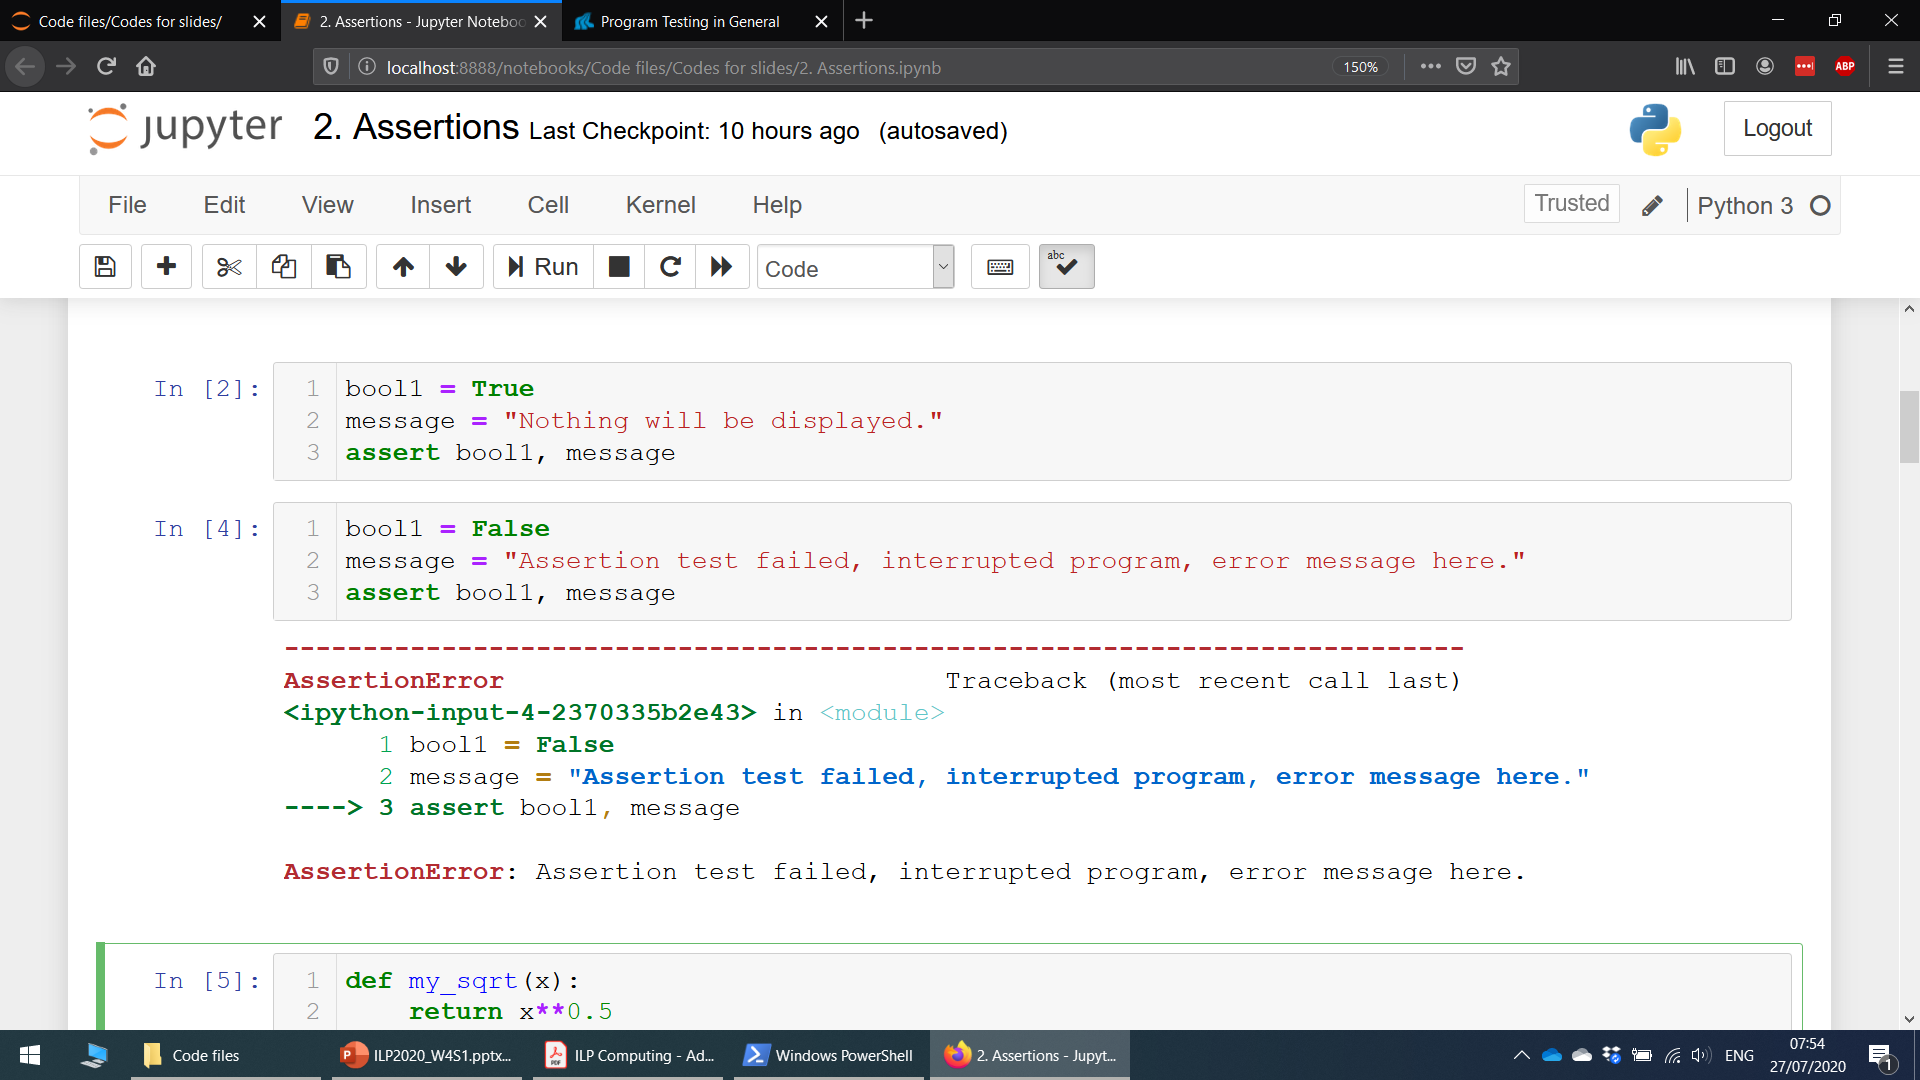 Code files/Codes for slides/
2. Assertions - Jupyter Noteboo
Program Testing in General
localhost:8888/notebooks/Code files/Codes for slides/2. Assertions.ipynb
150%
ABP
jupyter 2. Assertions Last Checkpoint: 10 hours ago (autosaved)
Logout
File Edit View Insert Cell Kernel Help
Trusted
Python 3
Run
Code
abc
In [2]:
1 bool1 = True
2 message = "Nothing will be displayed."
3 assert bool1, message
In [4]:
1 bool1 = False
2 message = "Assertion test failed, interrupted program, error message here."
3 assert bool1, message
---------------------------------------------------------------------------
AssertionError                            Traceback (most recent call last)
<ipython-input-4-2370335b2e43> in <module>
      1 bool1 = False
      2 message = "Assertion test failed, interrupted program, error message here."
----> 3 assert bool1, message
AssertionError: Assertion test failed, interrupted program, error message here.
In [5]:
1 def my_sqrt(x):
2     return x**0.5
Code files
ILP2020_W4S1.pptx...
ILP Computing - Ad...
Windows PowerShell
2. Assertions - Jupyt...
ENG
07:54
27/07/2020
1